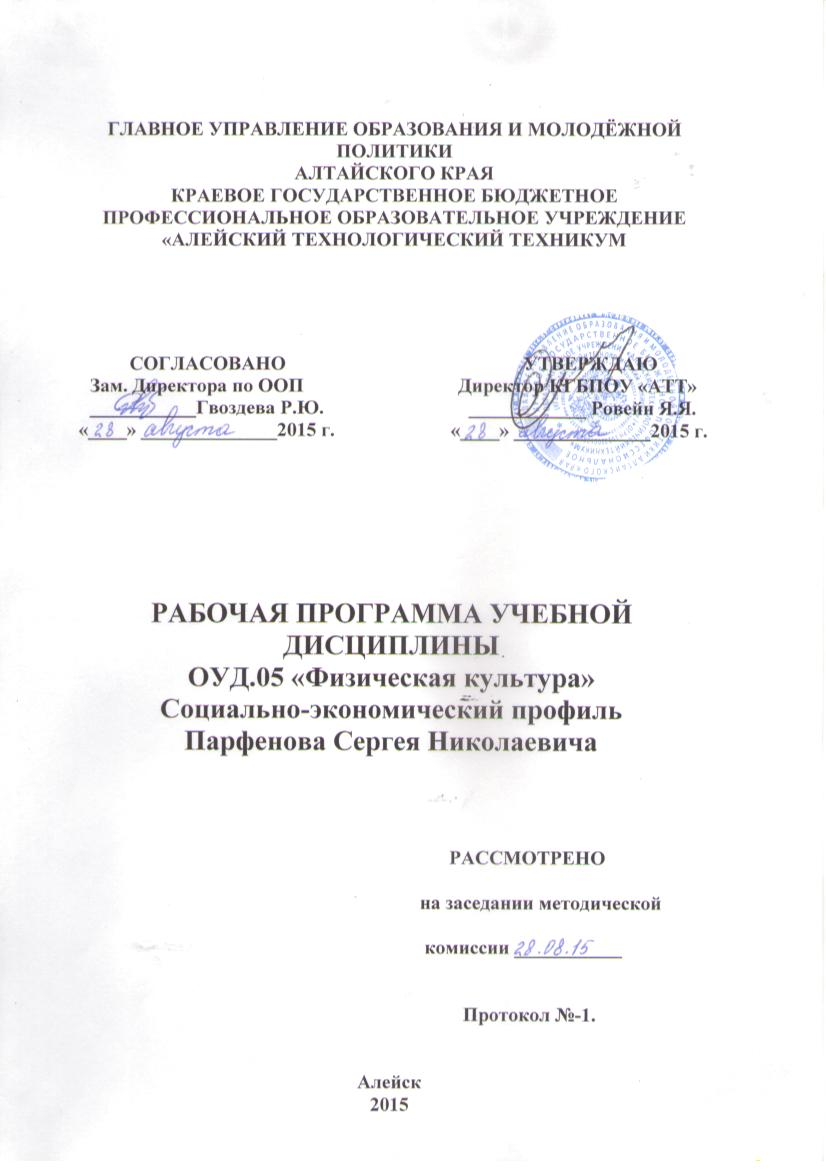 ГЛАВНОЕ УПРАВЛЕНИЕ ОБРАЗОВАНИЯ И МОЛОДЁЖНОЙ
ПОЛИТИКИ
АЛТАЙСКОГО КРАЯ
КРАЕВОЕ ГОСУДАРСТВЕННОЕ БЮДЖЕТНОЕ
ПРОФЕССИОНАЛЬНОЕ ОБРАЗОВАТЕЛЬНОЕ УЧРЕЖДЕНИЕ
«АЛЕЙСКИЙ ТЕХНОЛОГИЧЕСКИЙ ТЕХНИКУМ
СОГЛАСОВАНО
Зам. Директора по ООП
Гвоздева Р.Ю.
«28» августа 2015 г.
УТВЕРЖДАЮ
Директор КГБПОУ «АТТ»
Ровейн Я.Я.
«28» августа 2015 г.
РАБОЧАЯ ПРОГРАММА УЧЕБНОЙ
ДИСЦИПЛИНЫ
ОУД.05 «Физическая культура»
Социально-экономический профиль
Парфенова Сергея Николаевича
РАССМОТРЕНО
на заседании методической
комиссии 28.08.15
Протокол №-1.
Алейск
2015